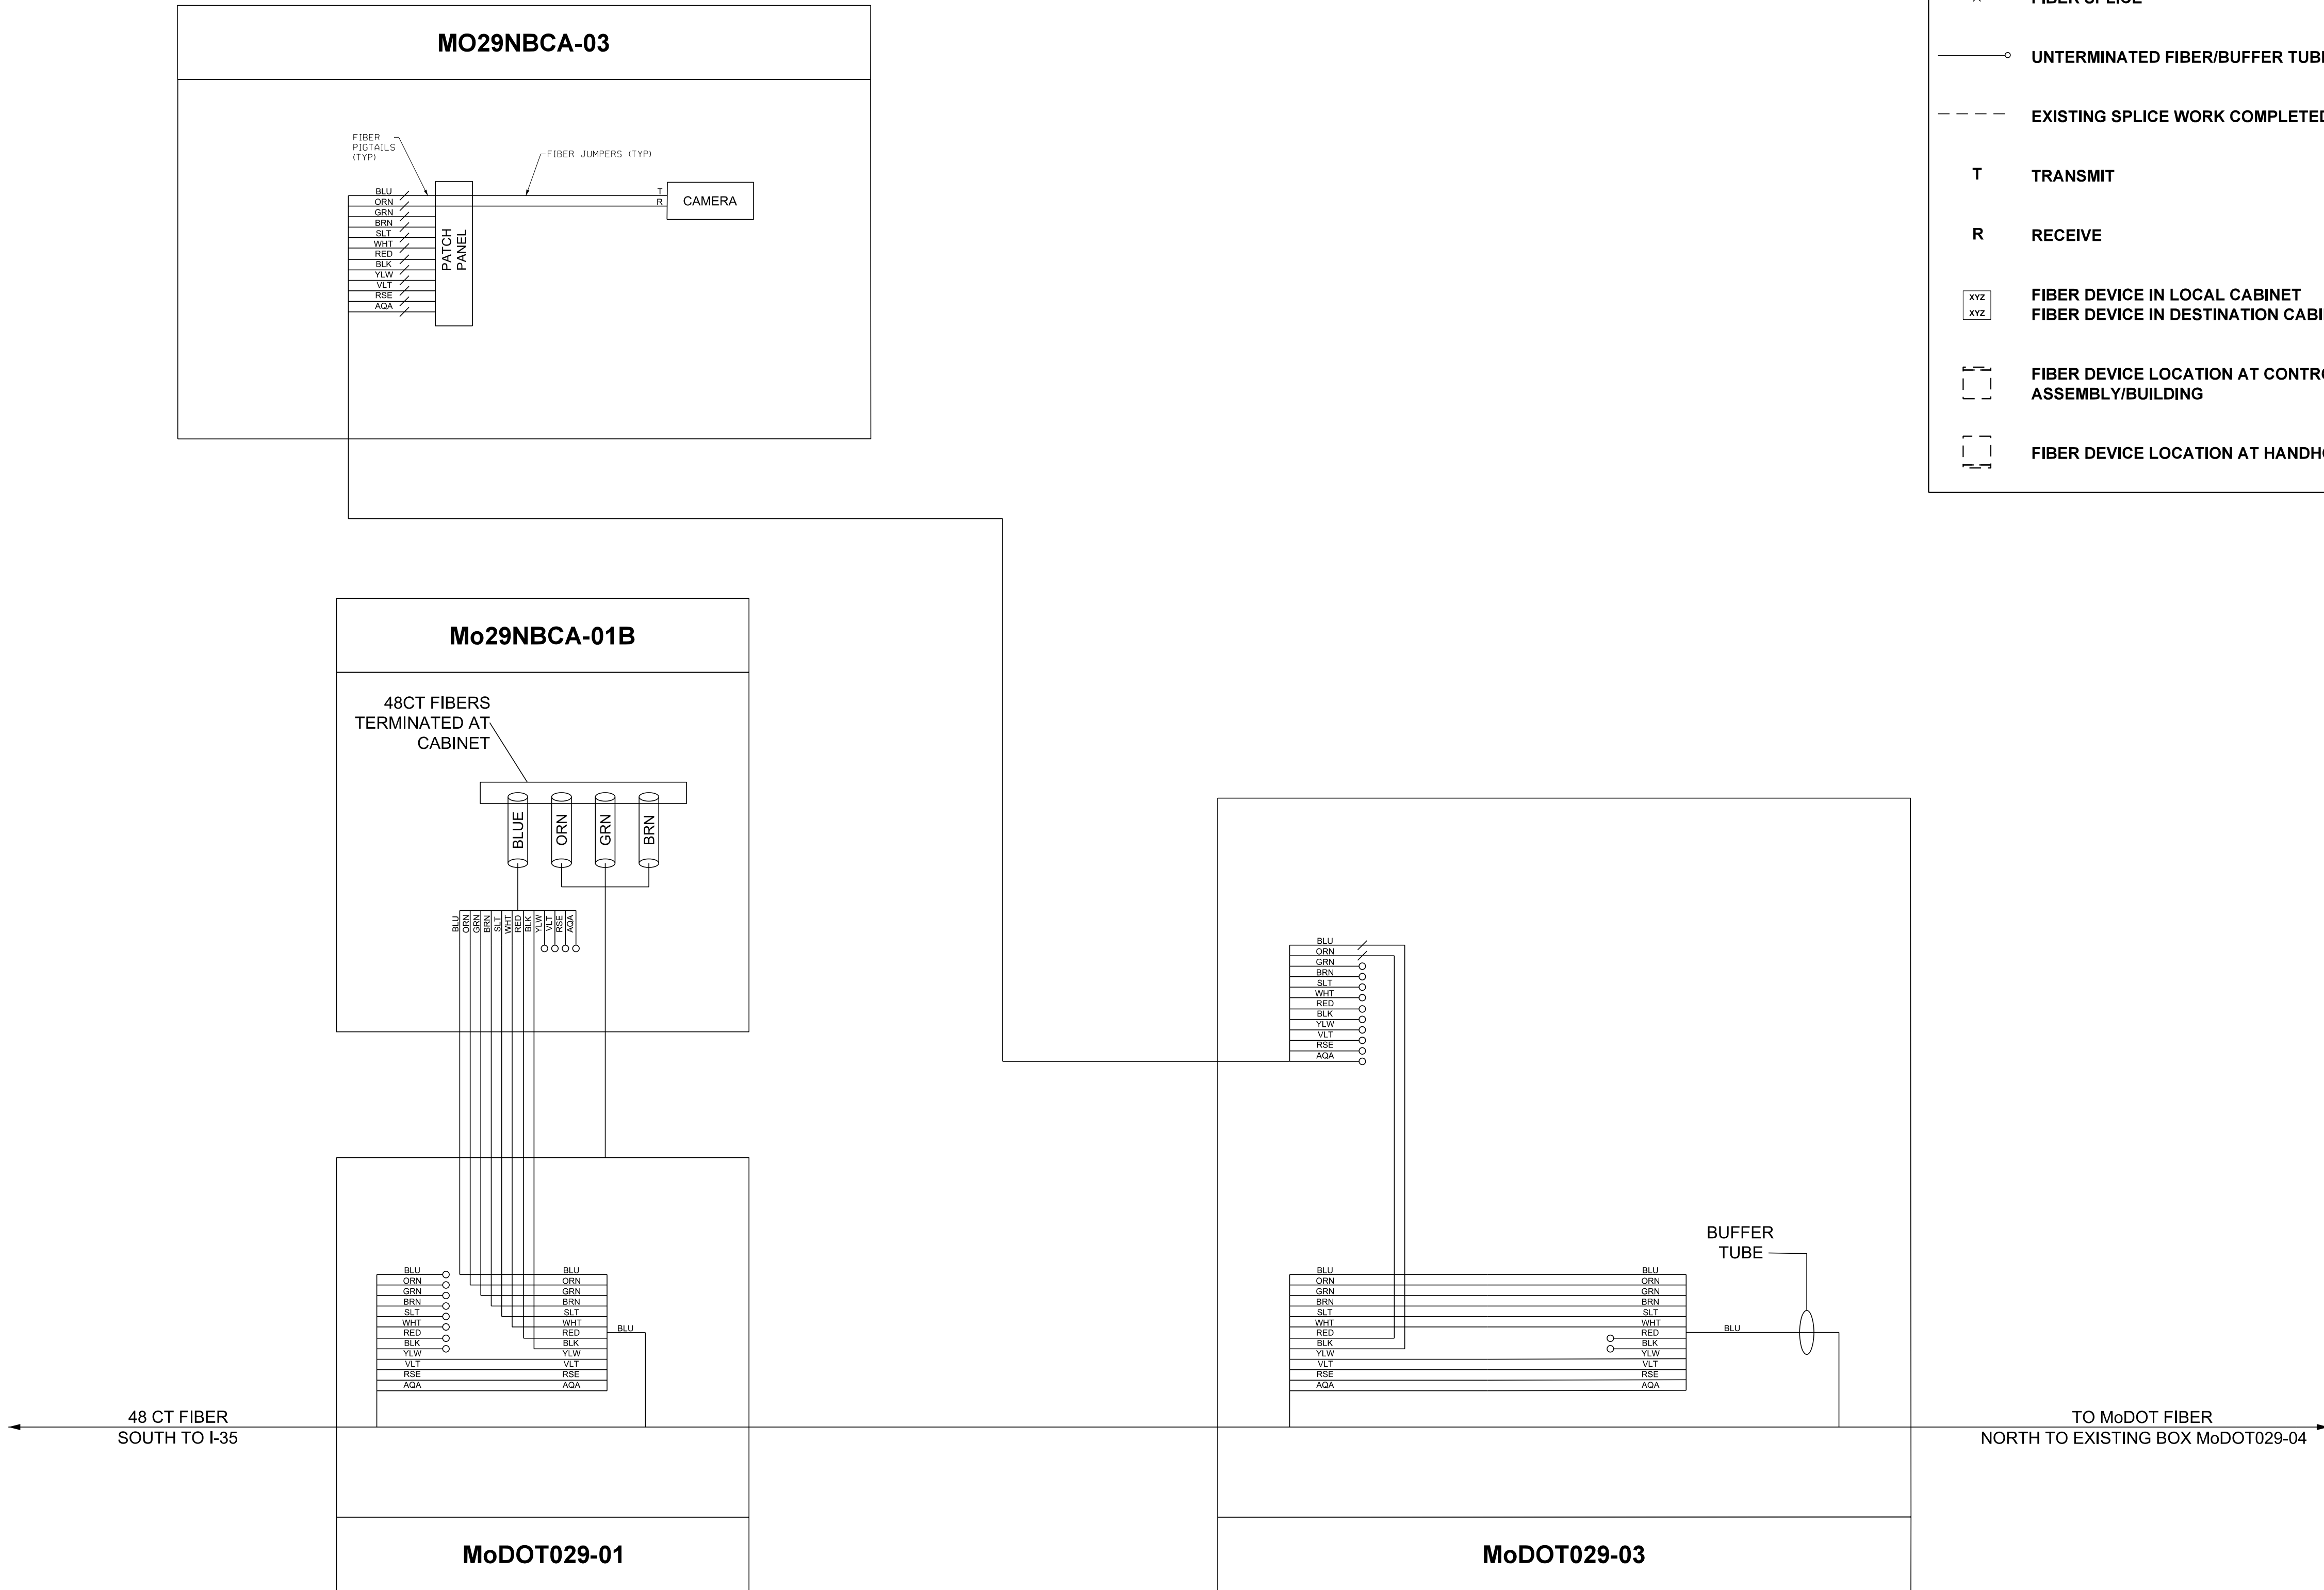 MO29NBCA-03
FIBER
PIGTAILS
(TYP)
FIBER JUMPERS (TYP)
BLU
ORN
GRN
BRN
SLT
WHT
RED
BLK
YLW
VLT
RSE
AQA
PATCH
PANEL
T
R
CAMERA
UNTERMINATED FIBER/BUFFER
EXISTING SPLICE WORK
T TRANSMIT
R RECEIVE
XYZ
XYZ
FIBER DEVICE IN LOCAL CABINET
FIBER DEVICE IN DESTINATION
FIBER DEVICE LOCATION AT
ASSEMBLY/BUILDING
FIBER DEVICE LOCATION AT
Mo29NBCA-01B
48CT FIBERS
TERMINATED AT
CABINET
BLUE
ORN
GRN
BRN
BLU
ORN
GRN
BRN
SLT
WHT
RED
BLK
YLW
VLT
RSE
AQA
BLU
ORN
GRN
BRN
SLT
WHT
RED
BLK
YLW
VLT
RSE
AQA
BLU
ORN
GRN
BRN
SLT
WHT
RED
BLK
YLW
VLT
RSE
AQA
BLU
48 CT FIBER
SOUTH TO I-35
MoDOT029-01
BLU
ORN
GRN
BRN
SLT
WHT
RED
BLK
YLW
VLT
RSE
AQA
BLU
ORN
GRN
BRN
SLT
WHT
RED
BLK
YLW
VLT
RSE
AQA
BLU
ORN
GRN
BRN
SLT
WHT
RED
BLK
YLW
VLT
RSE
AQA
BLU
BUFFER
TUBE
TO MoDOT FIBER
NORTH TO EXISTING BOX MoDOT029-04
MoDOT029-03